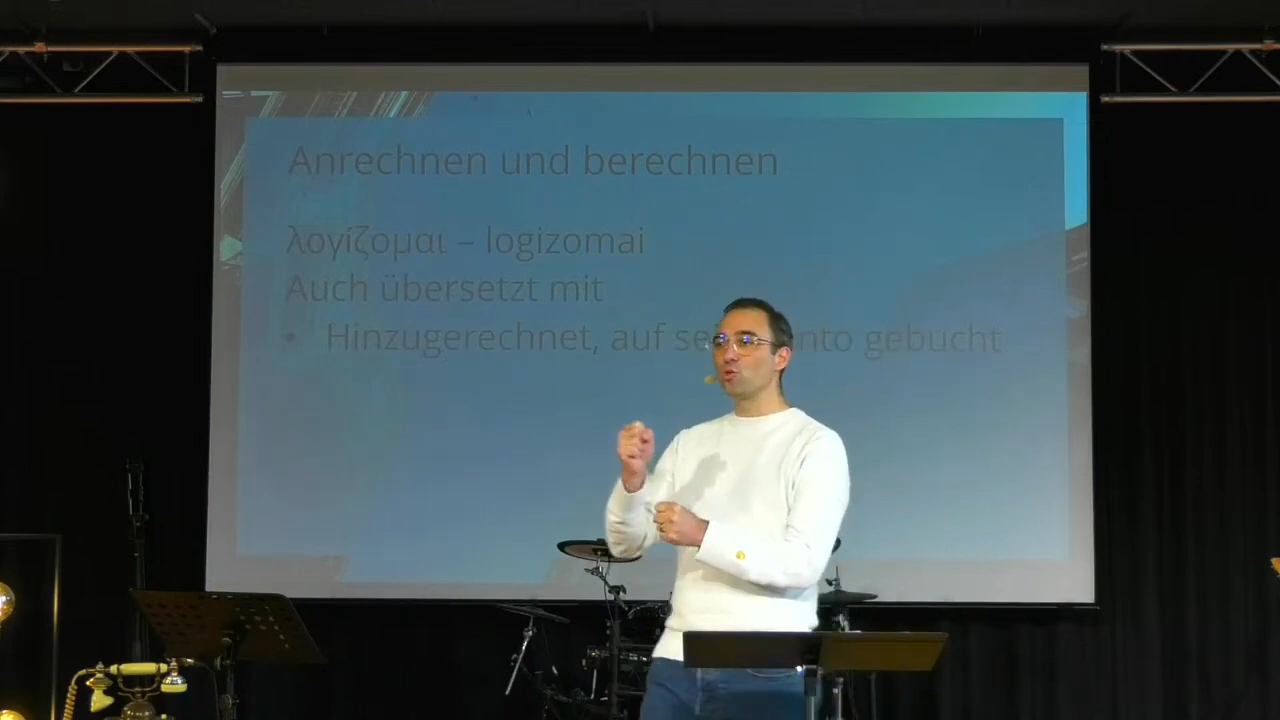 Anrechnen und berechnen
λογίζομαι – logizomai
Auch übersetzt mit
• Hinzugerechnet, auf gebucht